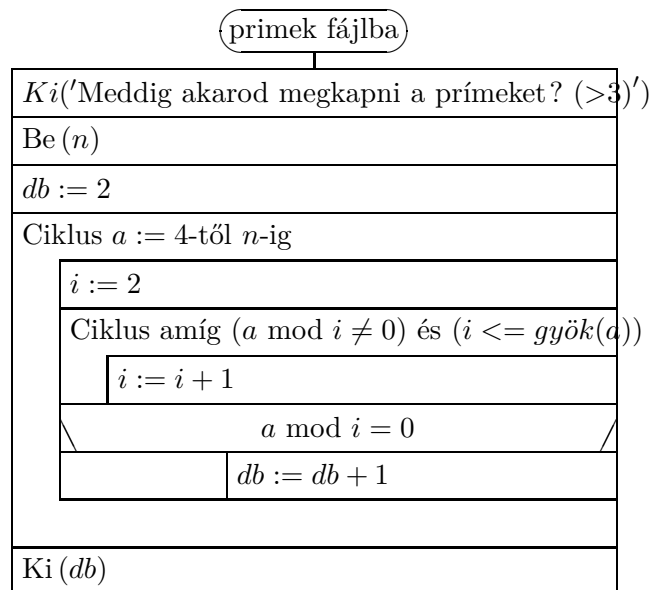 primek fájlba
Ki('Meddig akarod megkapni a prímeket? (>3)')
Be (n)
db := 2
Ciklus a := 4-től n-ig
i := 2
Ciklus amíg (a mod i ≠ 0) és (i <= gyök(a))
i := i + 1
a mod i = 0
db := db + 1
Ki (db)